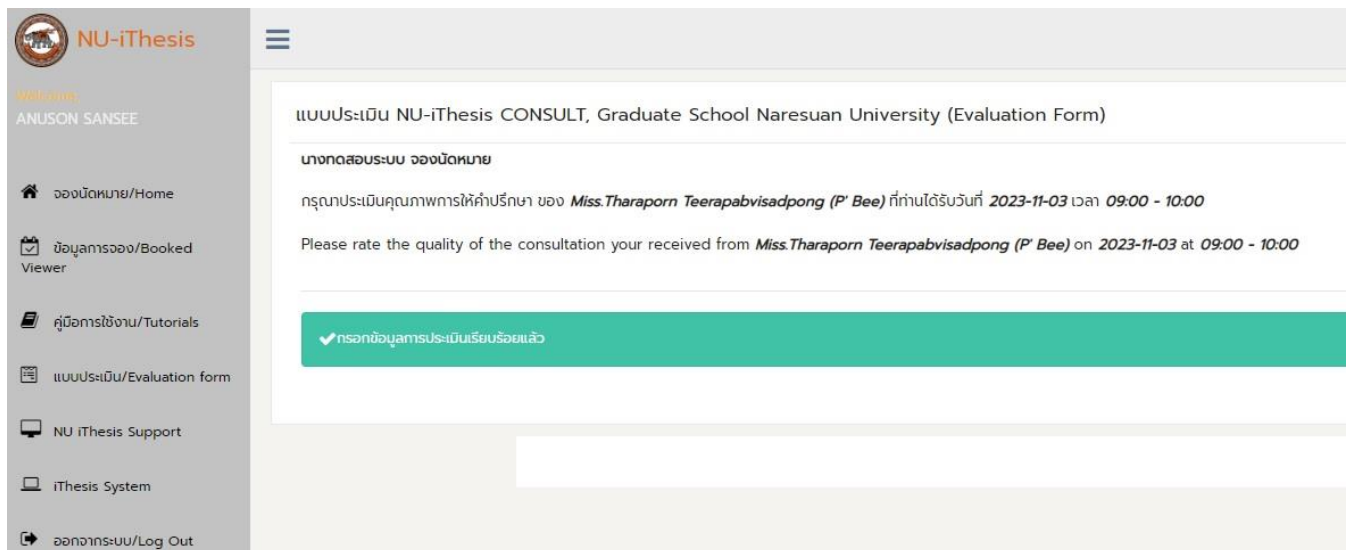 NU-iThesis
Welcome,
ANUSON SANSEE
จองนัดหมาย/Home
ข้อมูลการจอง/Booked
Viewer
คู่มือการใช้งาน/Tutorials
แบบประเมิน/Evaluation form
NU iThesis Support
iThesis System
ออกจากระบบ/Log Out
แบบประเมิน NU-iThesis CONSULT, Graduate School Naresuan University (Evaluation Form)
นางทดสอบระบบ จองนัดหมาย
กรุณาประเมินคุณภาพการให้คำปรึกษา ของ Miss.Tharaporn Teerapabvisadpong (P' Bee) ที่ท่านได้รับวันที่ 2023-11-03 เวลา 09:00 - 10:00
Please rate the quality of the consultation your received from Miss.Tharaporn Teerapabvisadpong (P' Bee) on 2023-11-03 at 09:00 - 10:00
กรอกข้อมูลการประเมินเรียบร้อยแล้ว